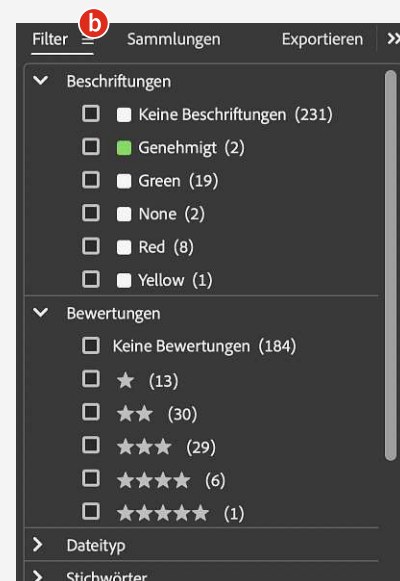 b
Filter Sammlungen Exportieren
Beschriftungen
Keine Beschriftungen (231)
Genehmigt (2)
Green (19)
None (2)
Red (8)
Yellow (1)
Bewertungen
Keine Bewertungen (184)
★ (13)
★★ (30)
★★★ (29)
★★★★ (6)
★★★★★ (1)
Dateityp
Stichwörter